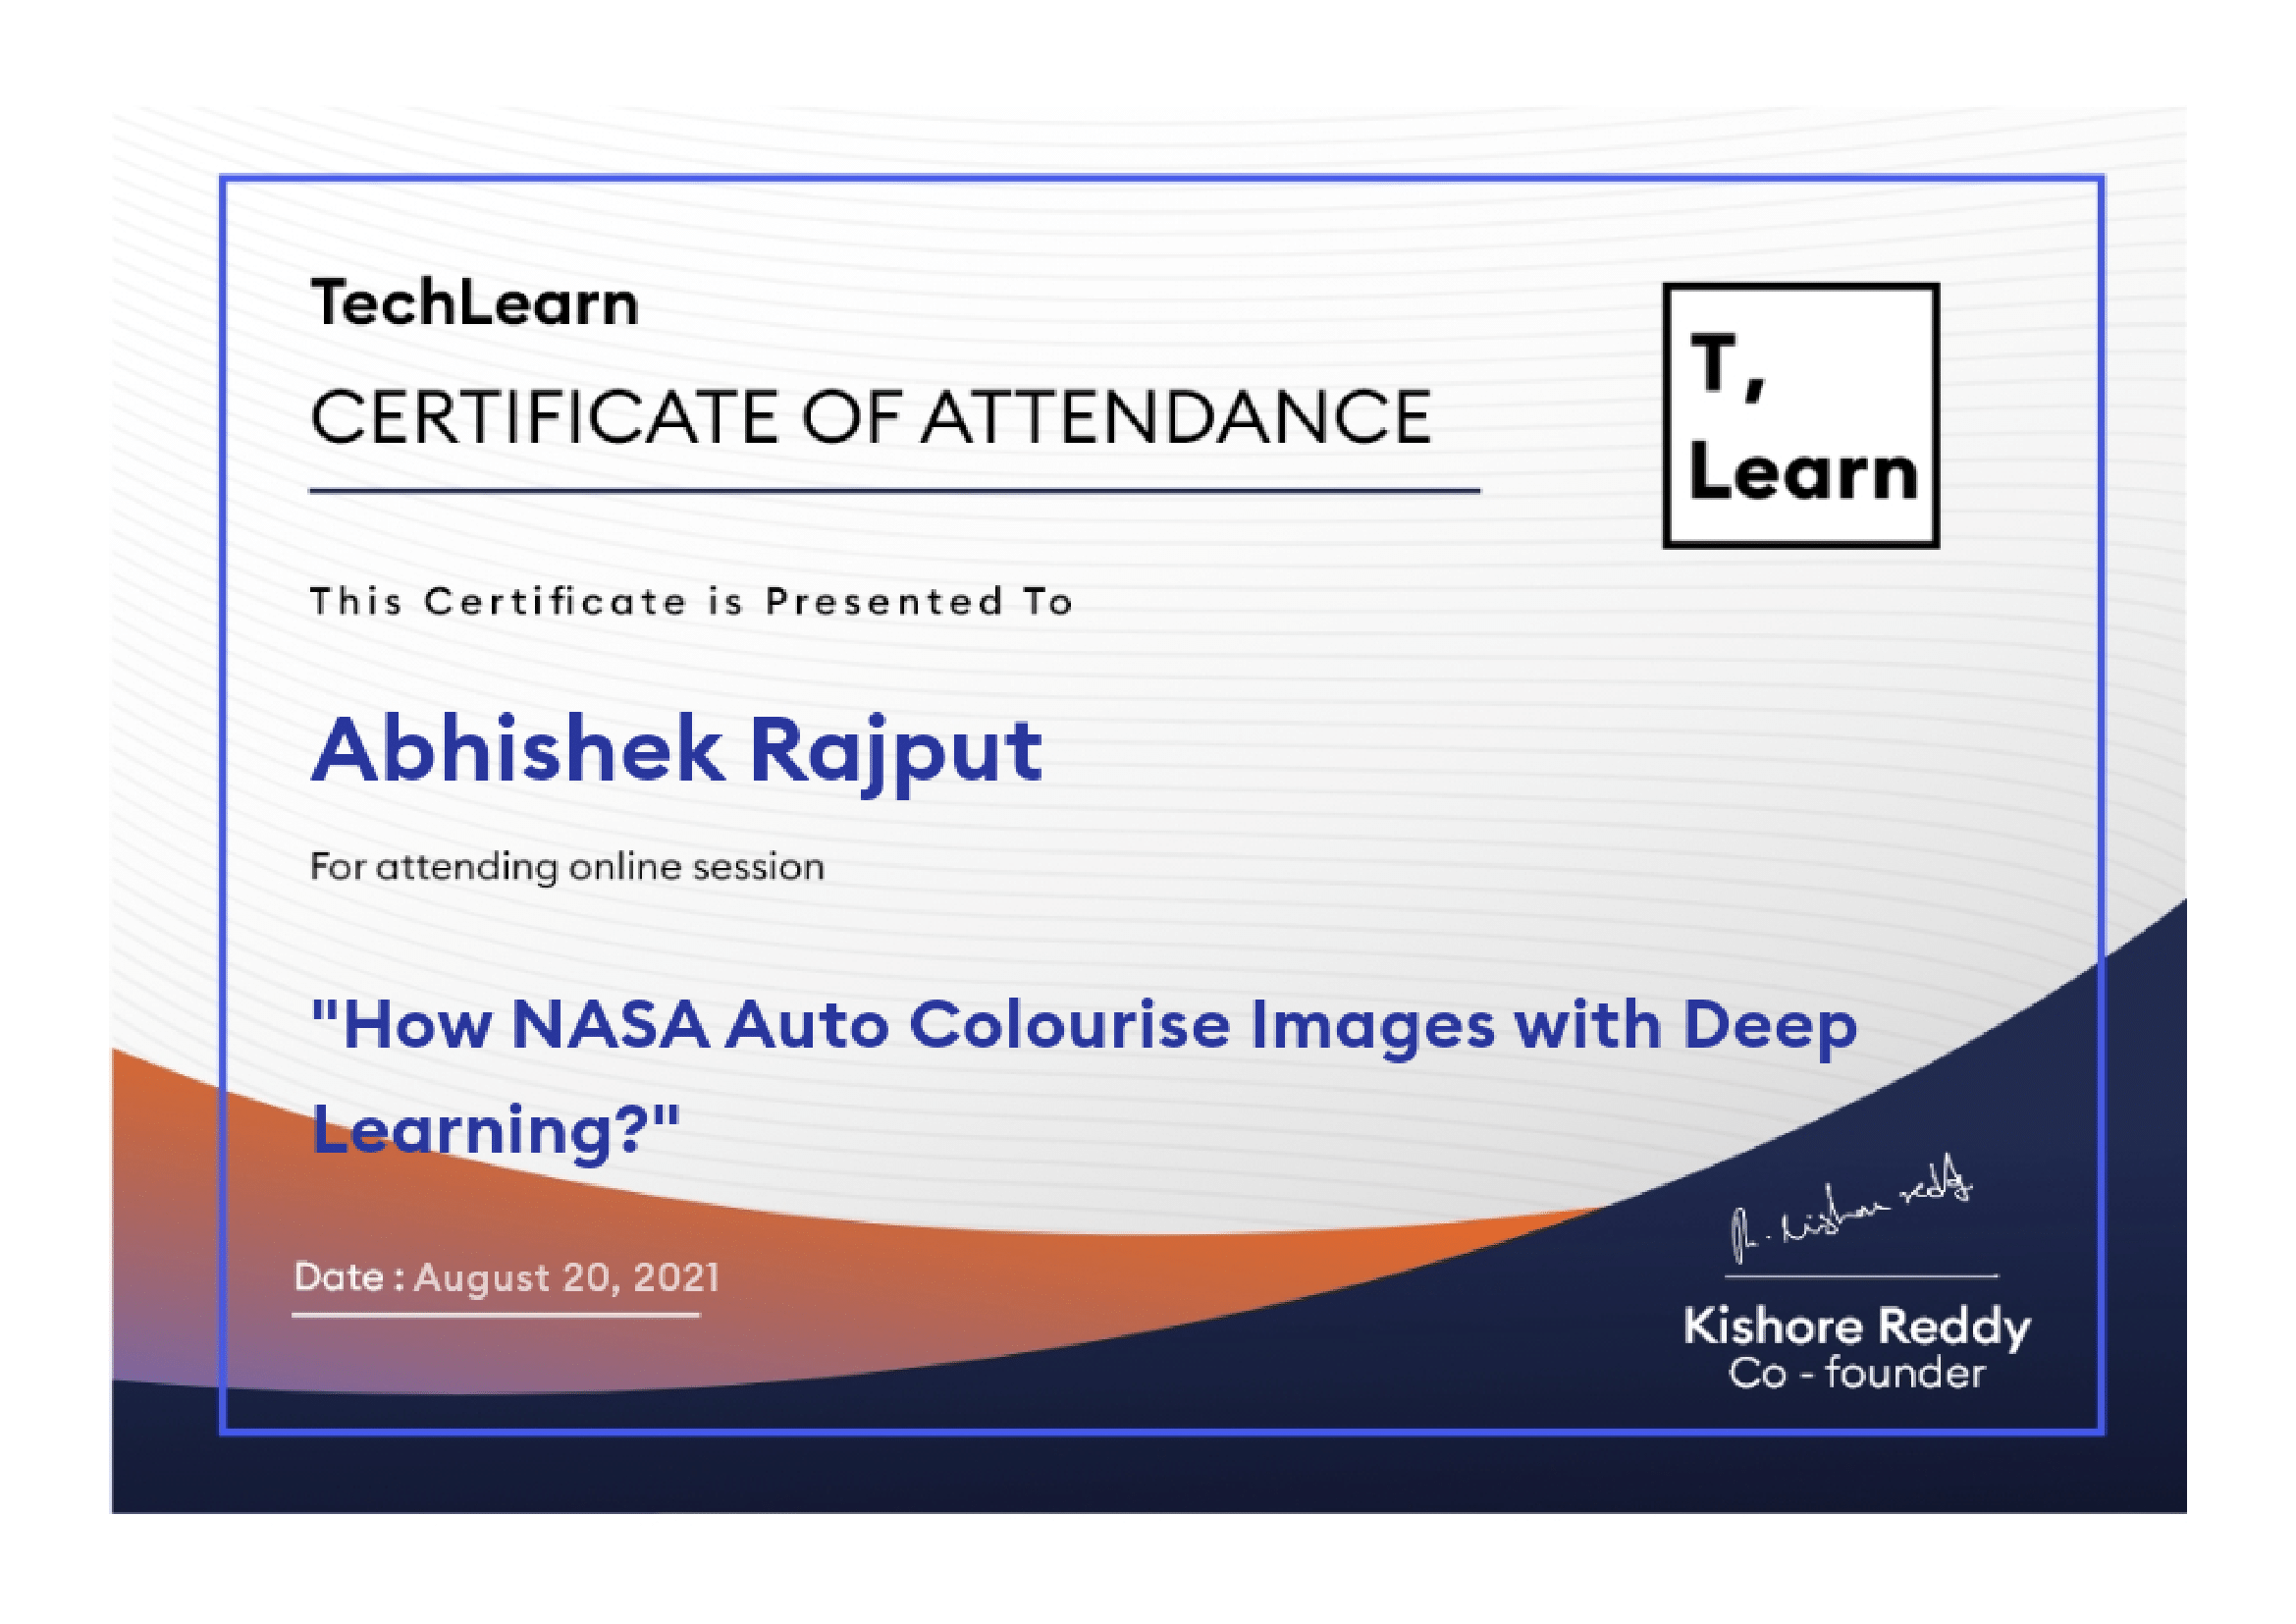 TechLearn
CERTIFICATE OF ATTENDANCE
T,
Learn
This Certificate is Presented To
Abhishek Rajput
For attending online session
"How NASA Auto Colourise Images with Deep
Learning?"
Date : August 20, 2021
R. Kishore reddy
Kishore Reddy
Co - founder